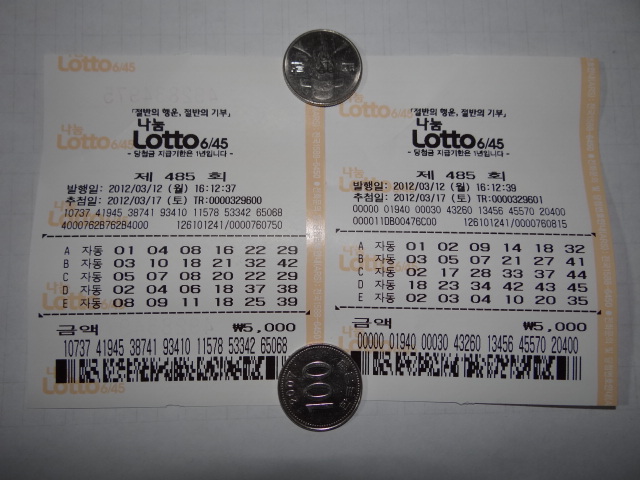 나눔
Lotto 6/45
「절반의 행운, 절반의 기부」
나눔
Lotto 6/45
- 당첨금 지급기한은 1년입니다 -
제 485 회
발행일: 2012/03/12 (월) 16:12:37
추첨일: 2012/03/17 (토) TR:0000329600
10737 41945 38741 93410 11578 53342 65068
4000762B762B4000 126101241/0000760750
A 자동 01 04 08 16 22 29
B 자동 03 10 18 21 32 42
C 자동 05 07 08 20 22 29
D 자동 02 04 06 18 37 38
E 자동 08 09 11 18 25 39
금액 ₩5,000
10737 41945 38741 93410 11578 53342 65068
「절반의 행운, 절반의 기부」
나눔
Lotto 6/45
- 당첨금 지급기한은 1년입니다 -
제 485 회
발행일: 2012/03/12 (월) 16:12:39
추첨일: 2012/03/17 (토) TR:0000329601
00000 01940 00030 43260 13456 45570 20400
0000110B00476C00 126101241/0000760815
A 자동 01 02 09 14 18 32
B 자동 03 05 07 21 27 41
C 자동 02 17 28 33 37 44
D 자동 18 23 34 42 43 45
E 자동 02 03 04 10 20 35
금액 ₩5,000
00000 01940 00030 43260 13456 45570 20400
100